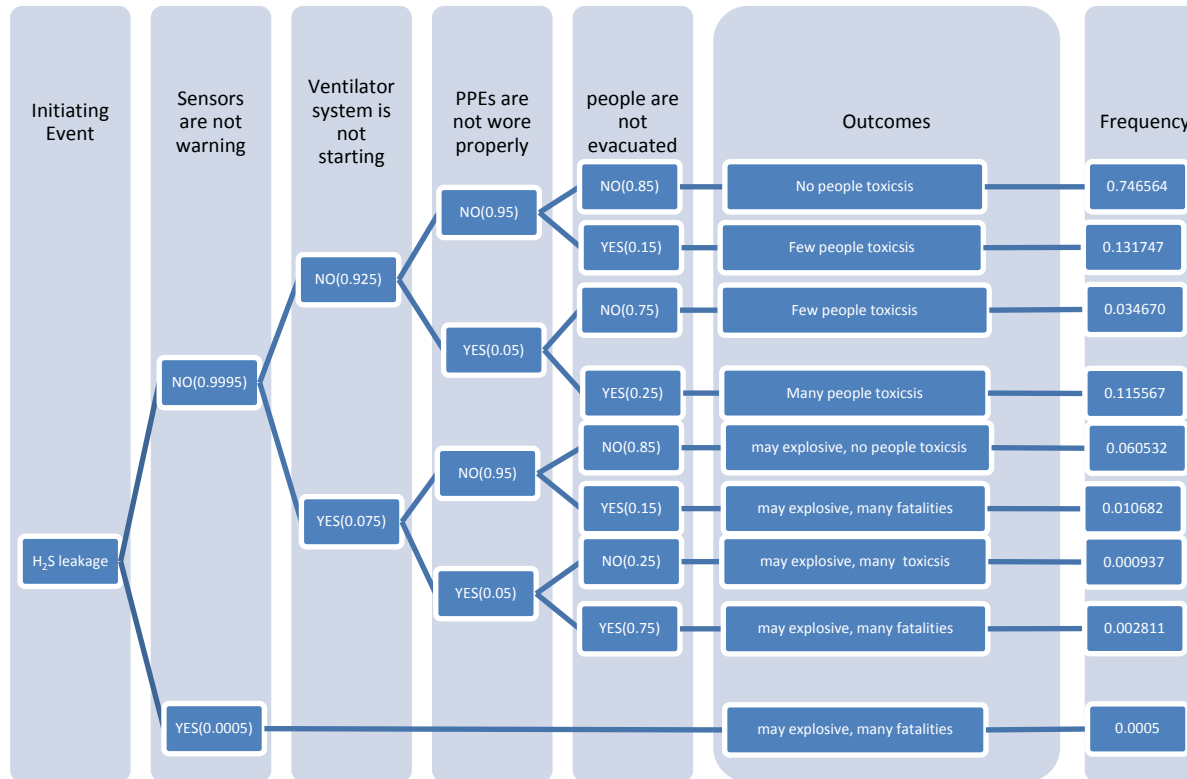 Initiating
Event
Sensors
are not
warning
Ventilator
system is
not
starting
PPEs are
not wore
properly
people are
not
evacuated
Outcomes
Frequency
H₂S leakage
NO(0.9995)
YES(0.0005)
NO(0.925)
YES(0.075)
NO(0.95)
YES(0.05)
NO(0.95)
YES(0.05)
NO(0.85)
No people toxicsis
0.746564
YES(0.15)
Few people toxicsis
0.131747
NO(0.75)
Few people toxicsis
0.034670
YES(0.25)
Many people toxicsis
0.115567
NO(0.85)
may explosive, no people toxicsis
0.060532
YES(0.15)
may explosive, many fatalities
0.010682
NO(0.25)
may explosive, many toxicsis
0.000937
YES(0.75)
may explosive, many fatalities
0.002811
may explosive, many fatalities
0.0005